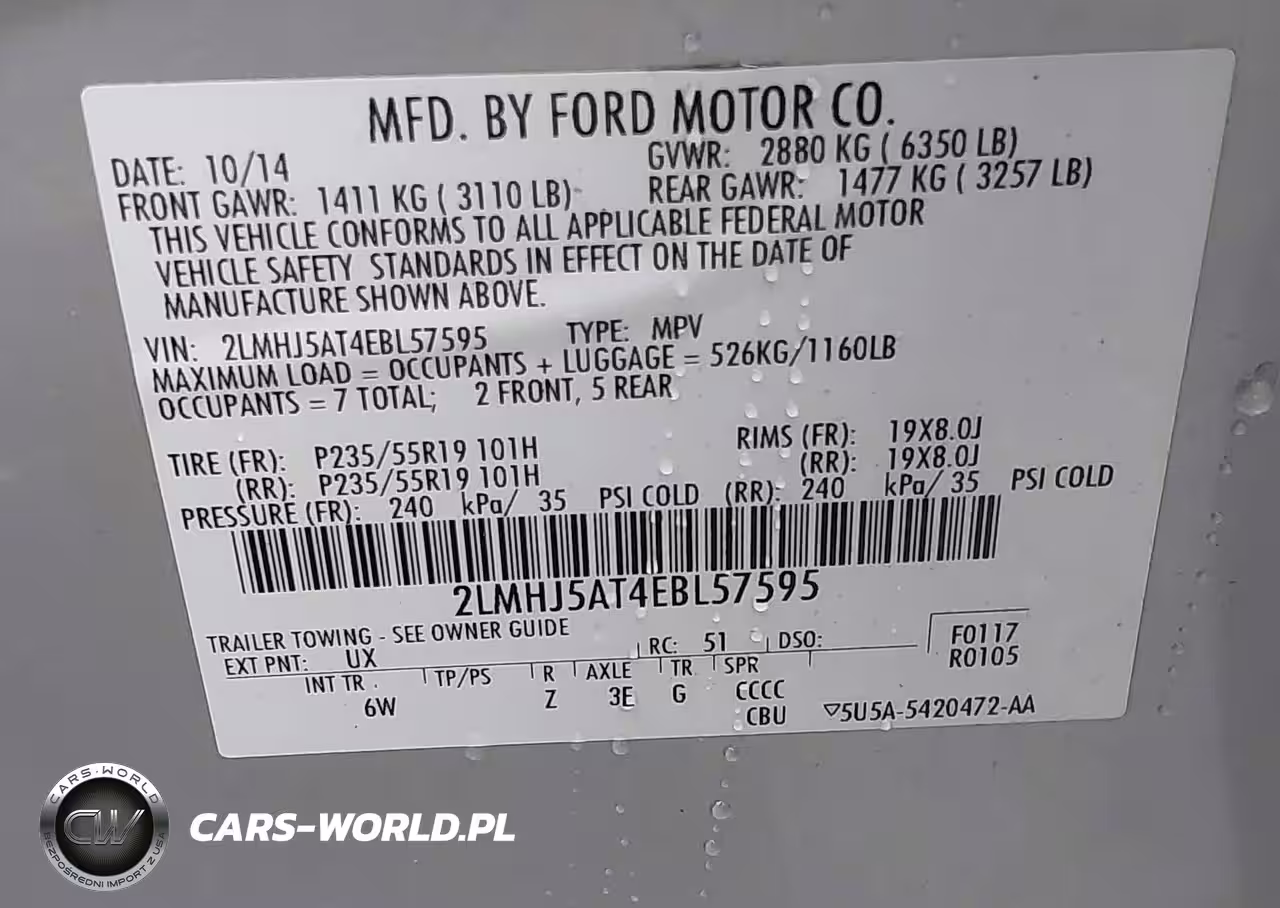 MFD. BY FORD MOTOR CO.
DATE: 10/14 GVWR: 2880 KG ( 6350 LB)
FRONT GAWR: 1411 KG ( 3110 LB) REAR GAWR: 1477 KG ( 3257 LB)
THIS VEHICLE CONFORMS TO ALL APPLICABLE FEDERAL MOTOR
VEHICLE SAFETY STANDARDS IN EFFECT ON THE DATE OF
MANUFACTURE SHOWN ABOVE.
VIN: 2LMHJ5AT4EBL57595 TYPE: MPV
MAXIMUM LOAD = OCCUPANTS + LUGGAGE = 526KG/1160LB
OCCUPANTS = 7 TOTAL; 2 FRONT, 5 REAR
TIRE (FR): P235/55R19 101H RIMS (FR): 19X8.0J
(RR): P235/55R19 101H (RR): 19X8.0J
PRESSURE (FR): 240 kPa/ 35 PSI COLD (RR): 240 kPa/ 35 PSI COLD
2LMHJ5AT4EBL57595
TRAILER TOWING - SEE OWNER GUIDE
EXT PNT: UX RC: 51 DSO: F0117
R0105
INT TR TP/PS R AXLE TR SPR
6W Z 3E G CCCC
CBU ▽5U5A-5420472-AA
CARS-WORLD
CW
BEZPOŚREDNI IMPORT Z USA
CARS-WORLD.PL